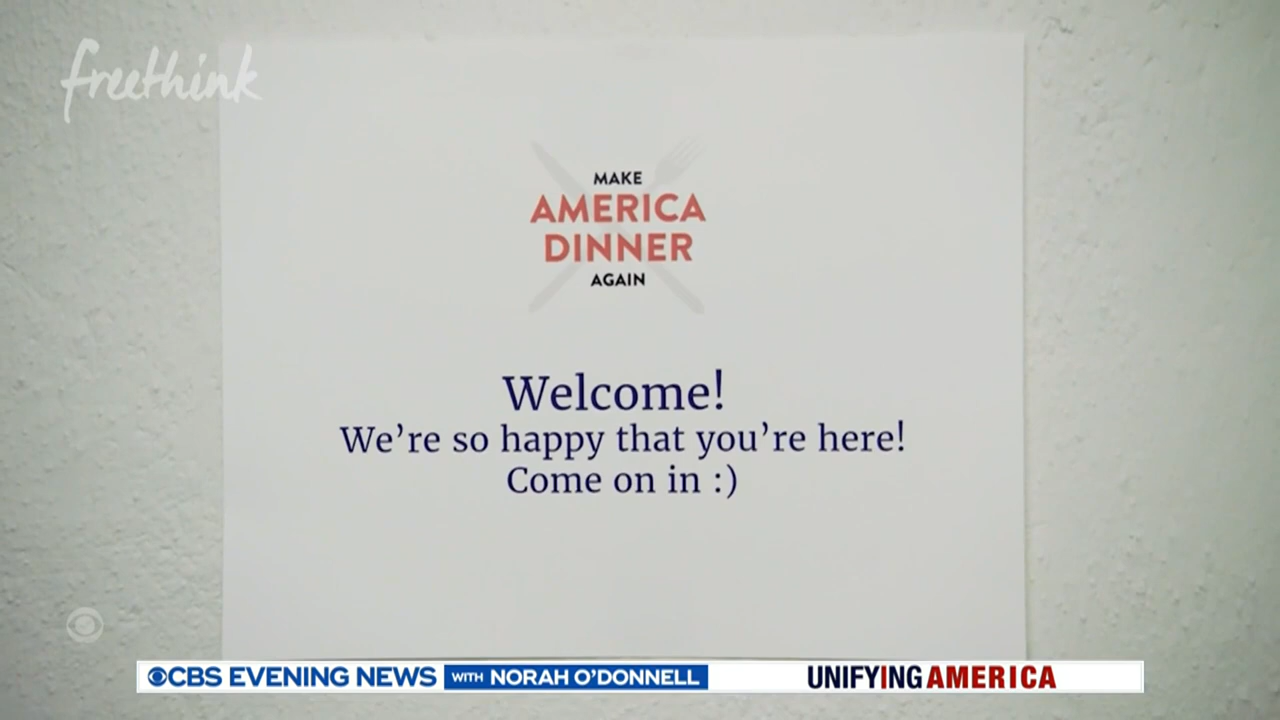 freethink
MAKE
AMERICA
DINNER
AGAIN
Welcome!
We're so happy that you're here!
Come on in :)
CBS EVENING NEWS WITH NORAH O'DONNELL UNIFYING AMERICA